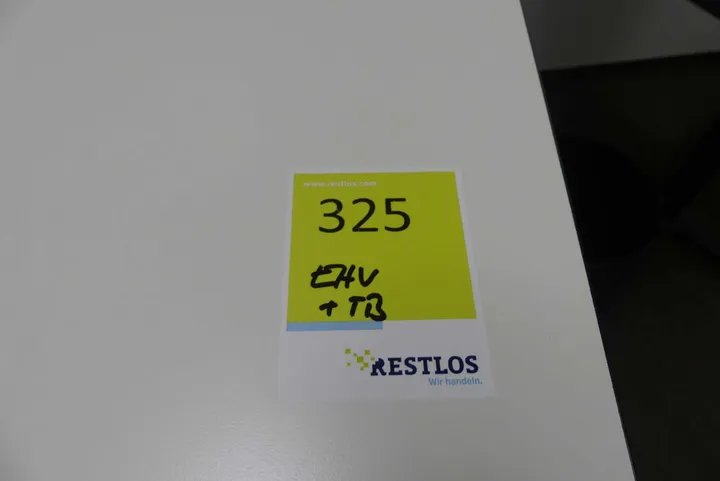 www.restlos.com
325
EHV
+ TB
RESTLOS
Wir handeln.